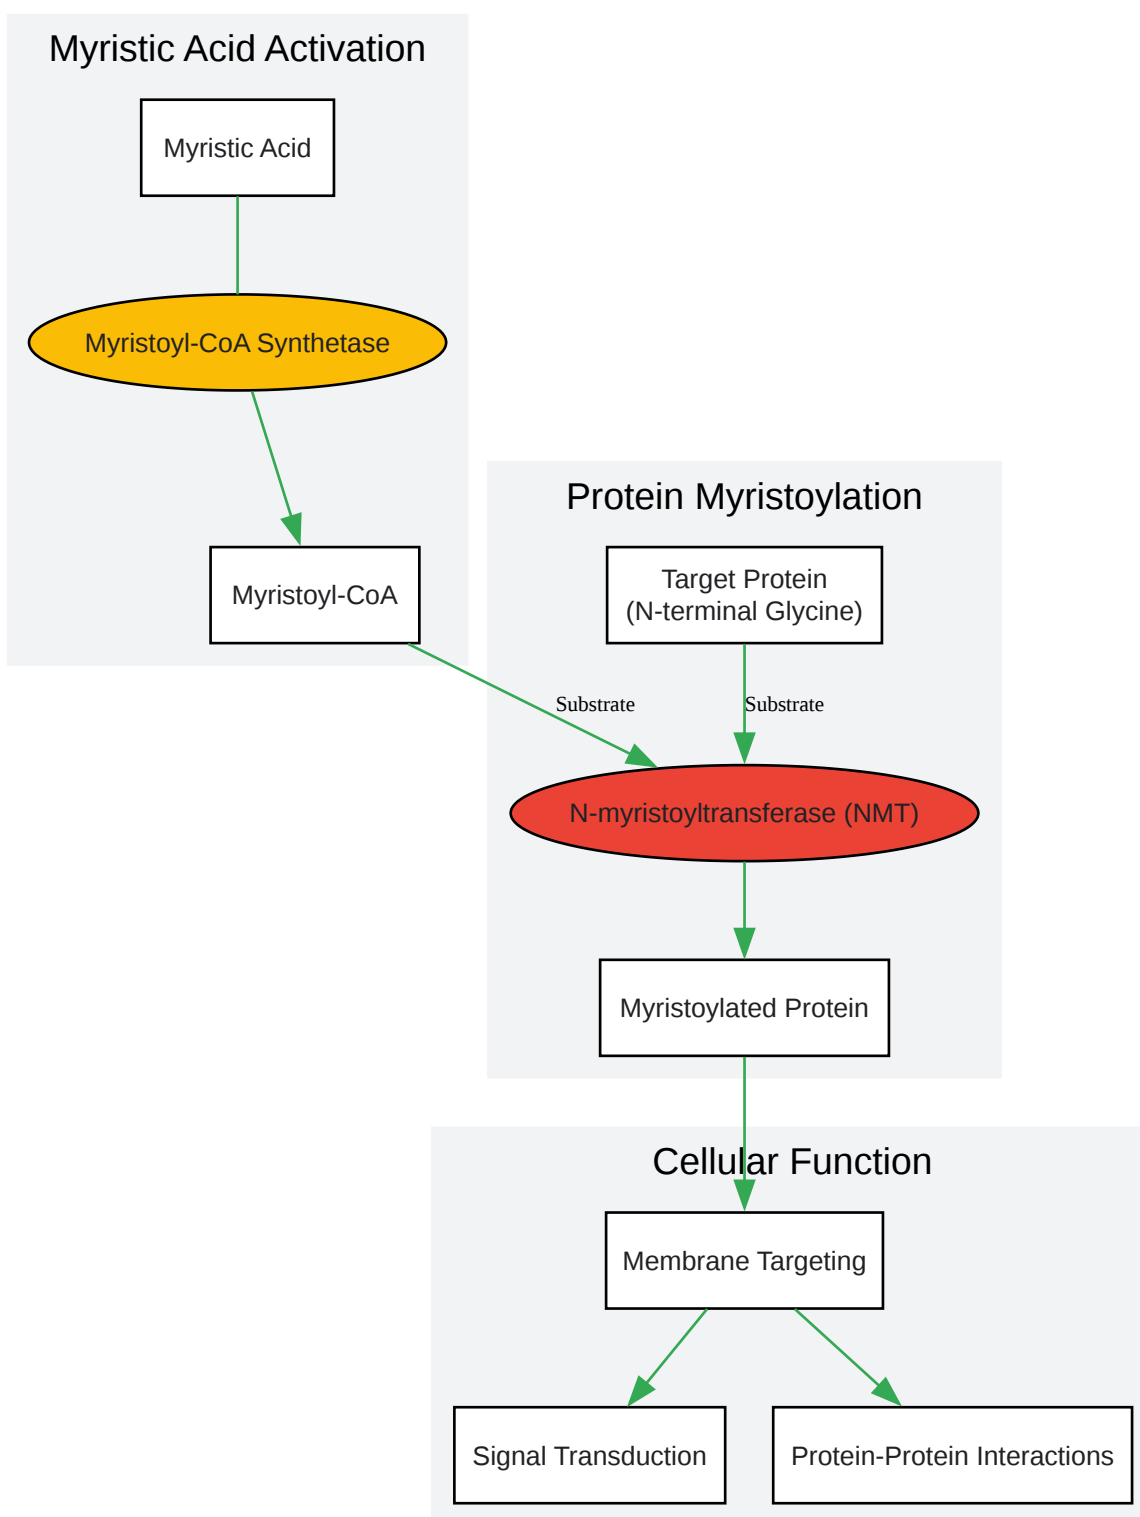 Myristic Acid Activation
Myristic Acid
Myristoyl-CoA Synthetase
Myristoyl-CoA
Protein Myristoylation
Target Protein
(N-terminal Glycine)
Substrate
Substrate
N-myristoyltransferase (NMT)
Myristoylated Protein
Cellular Function
Membrane Targeting
Signal Transduction
Protein-Protein Interactions